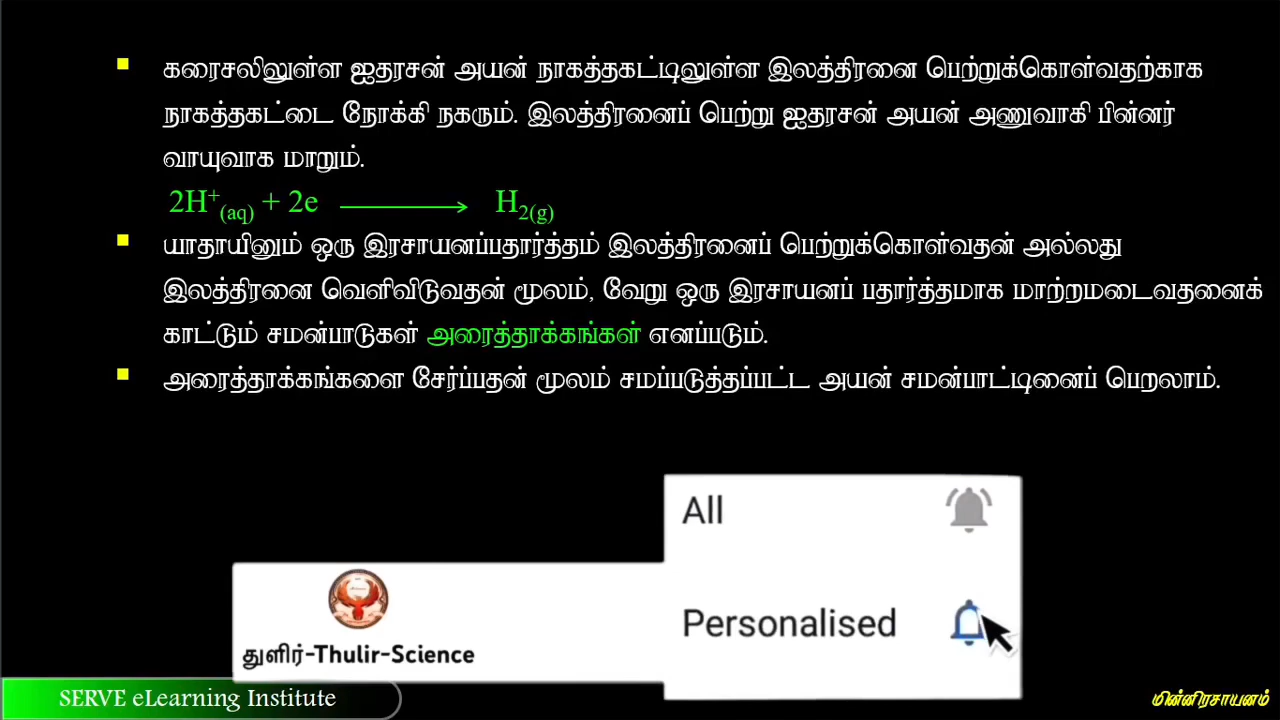 கரைசலிலுள்ள ஐதரசன் அயன் நாகத்தகட்டிலுள்ள இலத்திரனை பெற்றுக்கொள்வதற்காக
நாகத்தகட்டை நோக்கி நகரும். இலத்திரனைப் பெற்று ஐதரசன் அயன் அணுவாகி பின்னர்
வாயுவாக மாறும்.
2H⁺(aq) + 2e ⟶ H₂(g)
யாதாயினும் ஒரு இரசாயனப்பதார்த்தம் இலத்திரனைப் பெற்றுக்கொள்வதன் அல்லது
இலத்திரனை வெளிவிடுவதன் மூலம், வேறு ஒரு இரசாயனப் பதார்த்தமாக மாற்றமடைவதனைக்
காட்டும் சமன்பாடுகள் அரைத்தாக்கங்கள் எனப்படும்.
அரைத்தாக்கங்களை சேர்ப்பதன் மூலம் சமப்படுத்தப்பட்ட அயன் சமன்பாட்டினைப் பெறலாம்.
All
Personalised
துளிர்-Thulir-Science
SERVE eLearning Institute
மின்னிரசாயனம்